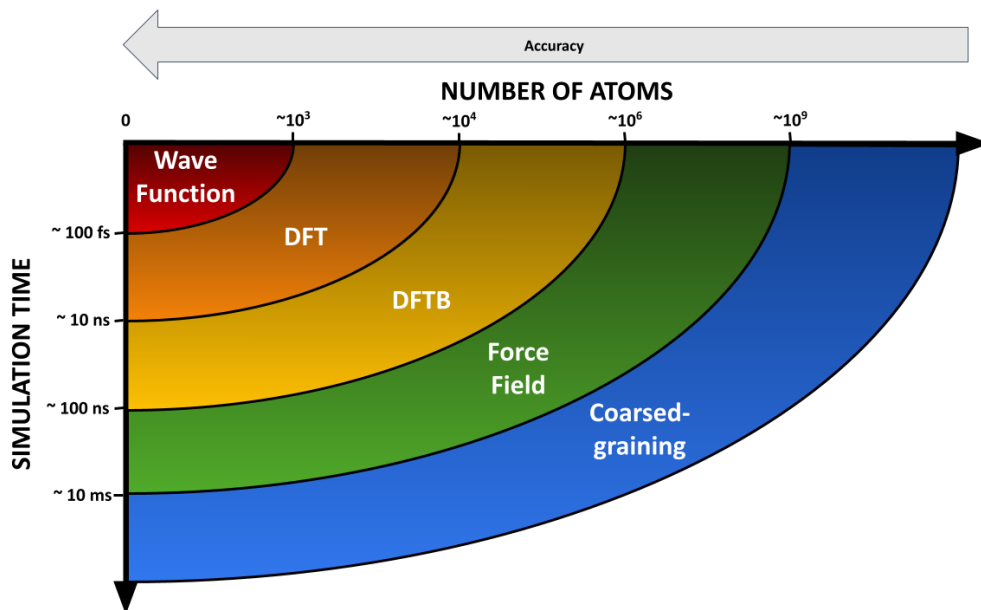 Accuracy
NUMBER OF ATOMS
0
~10³
~10⁴
~10⁶
~10⁹
SIMULATION TIME
~ 100 fs
~ 10 ns
~ 100 ns
~ 10 ms
Wave
Function
DFT
DFTB
Force
Field
Coarsed-
graining